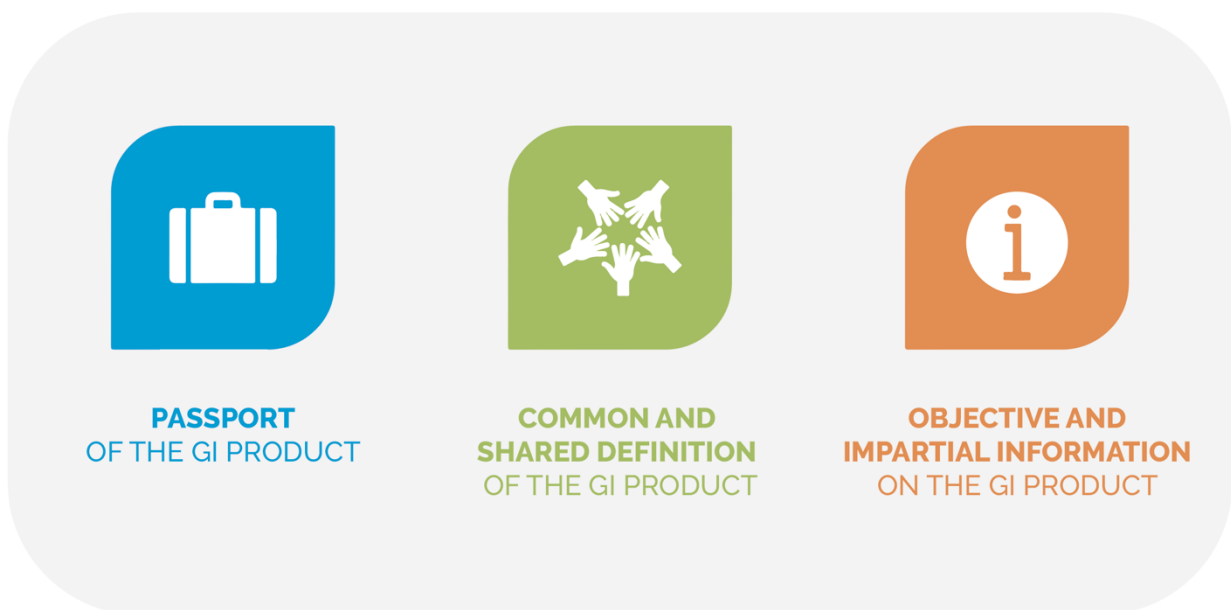 PASSPORT
OF THE GI PRODUCT
COMMON AND
SHARED DEFINITION
OF THE GI PRODUCT
OBJECTIVE AND
IMPARTIAL INFORMATION
ON THE GI PRODUCT